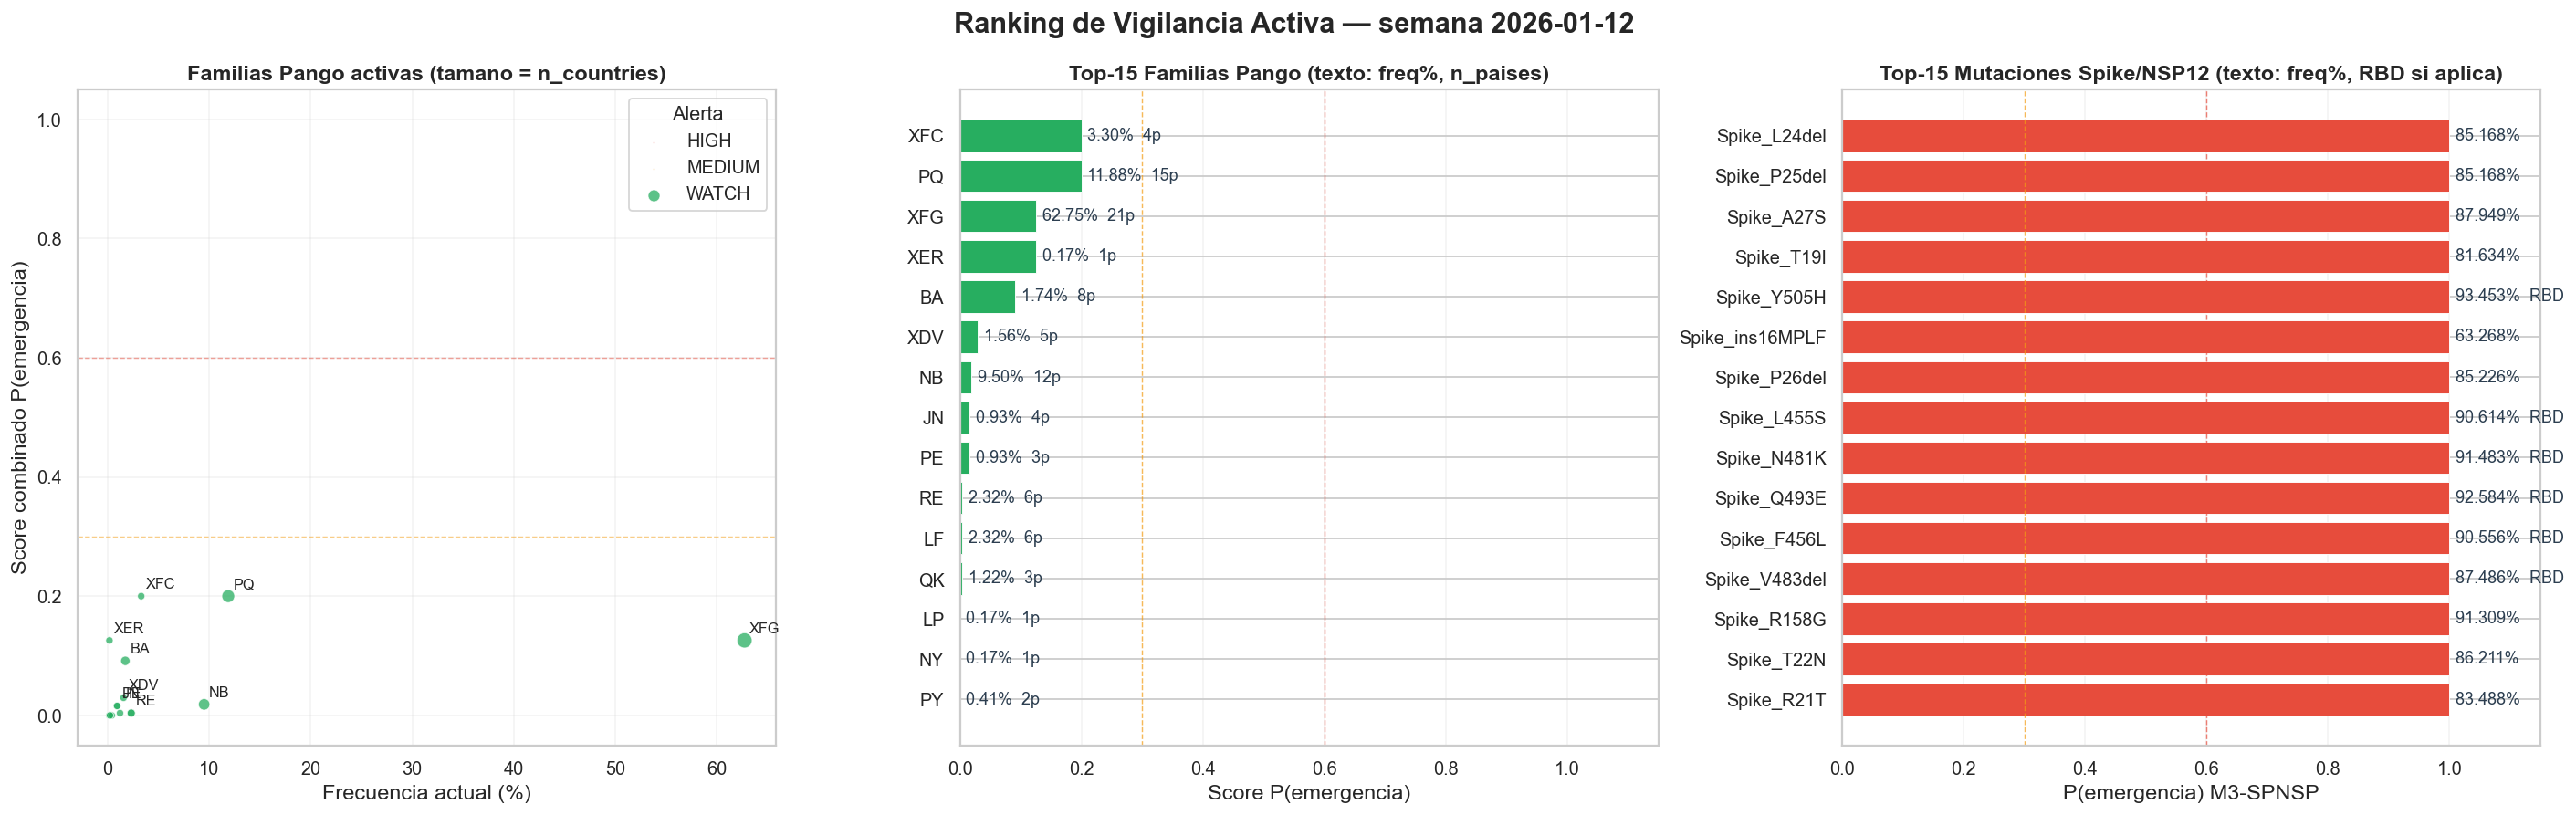 Ranking de Vigilancia Activa — semana 2026-01-12
Familias Pango activas (tamano = n_countries)
Score combinado P(emergencia)
1.0
0.8
0.6
0.4
0.2
0.0
Alerta
HIGH
MEDIUM
WATCH
XFC
PQ
XER
XFG
BA
XDV
RE
NB
0
10
20
30
40
50
60
Frecuencia actual (%)
Top-15 Familias Pango (texto: freq%, n_paises)
XFC 3.30% 4p
PQ 11.88% 15p
XFG 62.75% 21p
XER 0.17% 1p
BA 1.74% 8p
XDV 1.56% 5p
NB 9.50% 12p
JN 0.93% 4p
PE 0.93% 3p
RE 2.32% 6p
LF 2.32% 6p
QK 1.22% 3p
LP 0.17% 1p
NY 0.17% 1p
PY 0.41% 2p
0.0
0.2
0.4
0.6
0.8
1.0
Score P(emergencia)
Top-15 Mutaciones Spike/NSP12 (texto: freq%, RBD si aplica)
Spike_L24del 85.168%
Spike_P25del 85.168%
Spike_A27S 87.949%
Spike_T19I 81.634%
Spike_Y505H 93.453% RBD
Spike_ins16MPLF 63.268%
Spike_P26del 85.226%
Spike_L455S 90.614% RBD
Spike_N481K 91.483% RBD
Spike_Q493E 92.584% RBD
Spike_F456L 90.556% RBD
Spike_V483del 87.486% RBD
Spike_R158G 91.309%
Spike_T22N 86.211%
Spike_R21T 83.488%
0.0
0.2
0.4
0.6
0.8
1.0
P(emergencia) M3-SPNSP